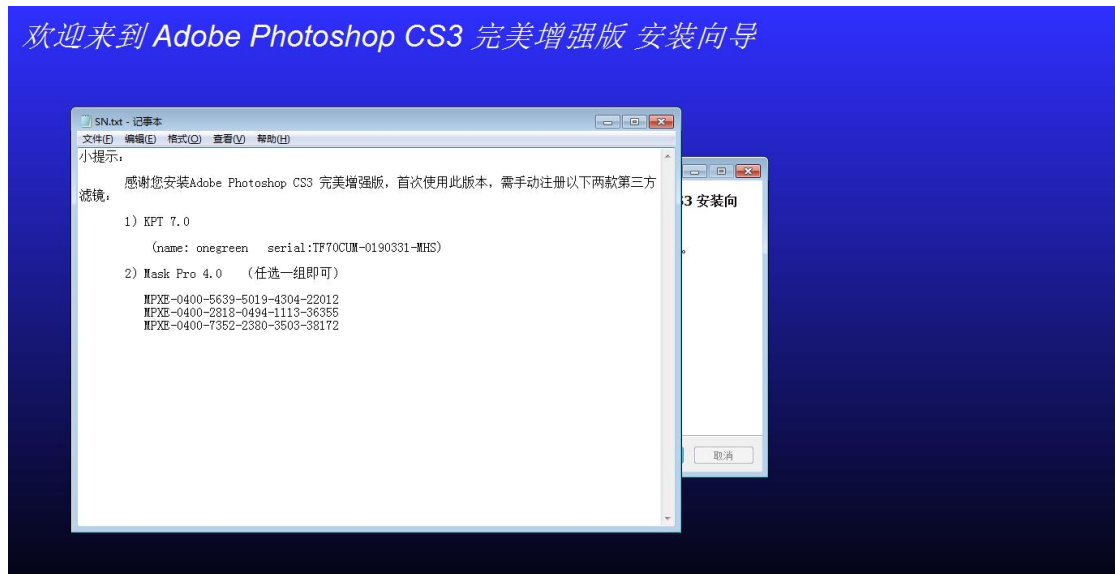 欢迎来到 Adobe Photoshop CS3 完美增强版 安装向导
SN.txt - 记事本
文件(F) 编辑(E) 格式(O) 查看(V) 帮助(H)
小提示:
感谢您安装Adobe Photoshop CS3 完美增强版，首次使用此版本，需手动注册以下两款第三方
滤镜:
1) KPT 7.0
(name: onegreen serial:TF70CUM-0190331-MHS)
2) Mask Pro 4.0 （任选一组即可）
MPXE-0400-5639-5019-4304-22012
MPXE-0400-2818-0494-1113-36355
MPXE-0400-7352-2380-3503-38172
S3 安装向
。
取消